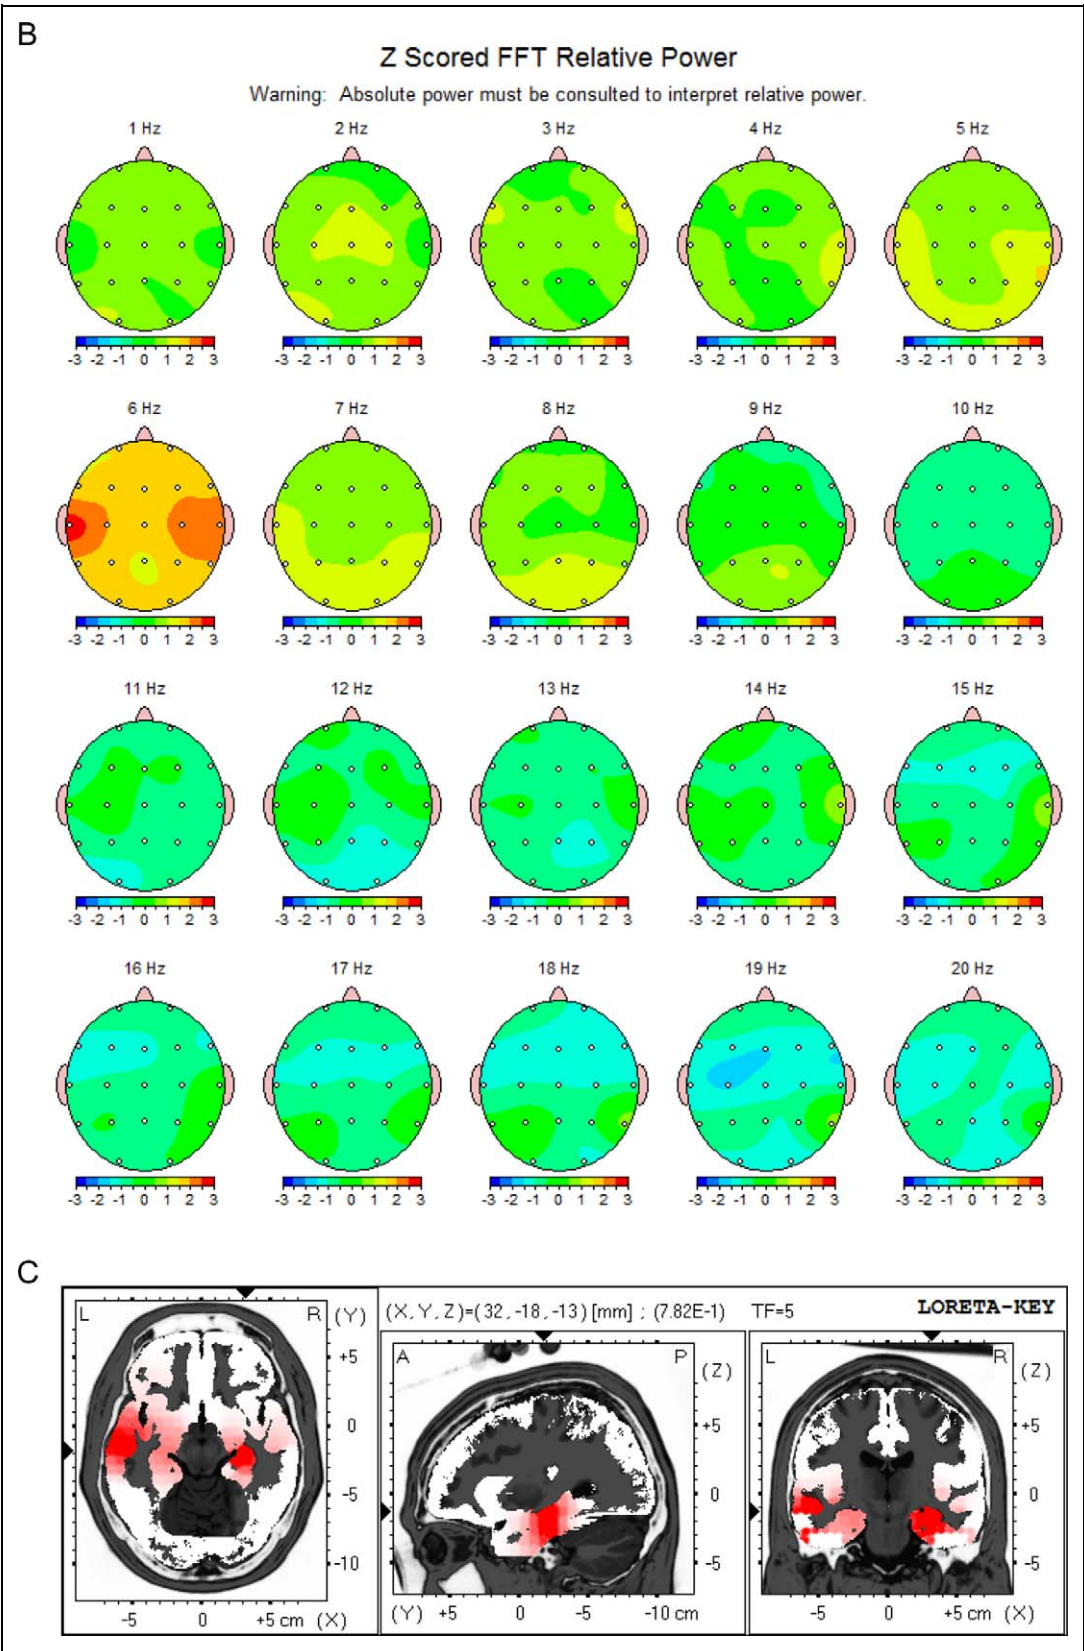 B
Z Scored FFT Relative Power
Warning: Absolute power must be consulted to interpret relative power.
1 Hz 2 Hz 3 Hz 4 Hz 5 Hz
-3 -2 -1 0 1 2 3 -3 -2 -1 0 1 2 3 -3 -2 -1 0 1 2 3 -3 -2 -1 0 1 2 3 -3 -2 -1 0 1 2 3
6 Hz 7 Hz 8 Hz 9 Hz 10 Hz
-3 -2 -1 0 1 2 3 -3 -2 -1 0 1 2 3 -3 -2 -1 0 1 2 3 -3 -2 -1 0 1 2 3 -3 -2 -1 0 1 2 3
11 Hz 12 Hz 13 Hz 14 Hz 15 Hz
-3 -2 -1 0 1 2 3 -3 -2 -1 0 1 2 3 -3 -2 -1 0 1 2 3 -3 -2 -1 0 1 2 3 -3 -2 -1 0 1 2 3
16 Hz 17 Hz 18 Hz 19 Hz 20 Hz
-3 -2 -1 0 1 2 3 -3 -2 -1 0 1 2 3 -3 -2 -1 0 1 2 3 -3 -2 -1 0 1 2 3 -3 -2 -1 0 1 2 3
C
L R (Y) (X,Y,Z)=(32,-18,-13) [mm] ; (7.82E-1) TF=5 LORETA-KEY
A P (Z) L R (Z)
+5
0
-5
-10
+5
0
-5
+5
0
-5
-5 0 +5 cm (X) (Y) +5 0 -5 -10 cm -5 0 +5 cm (X)